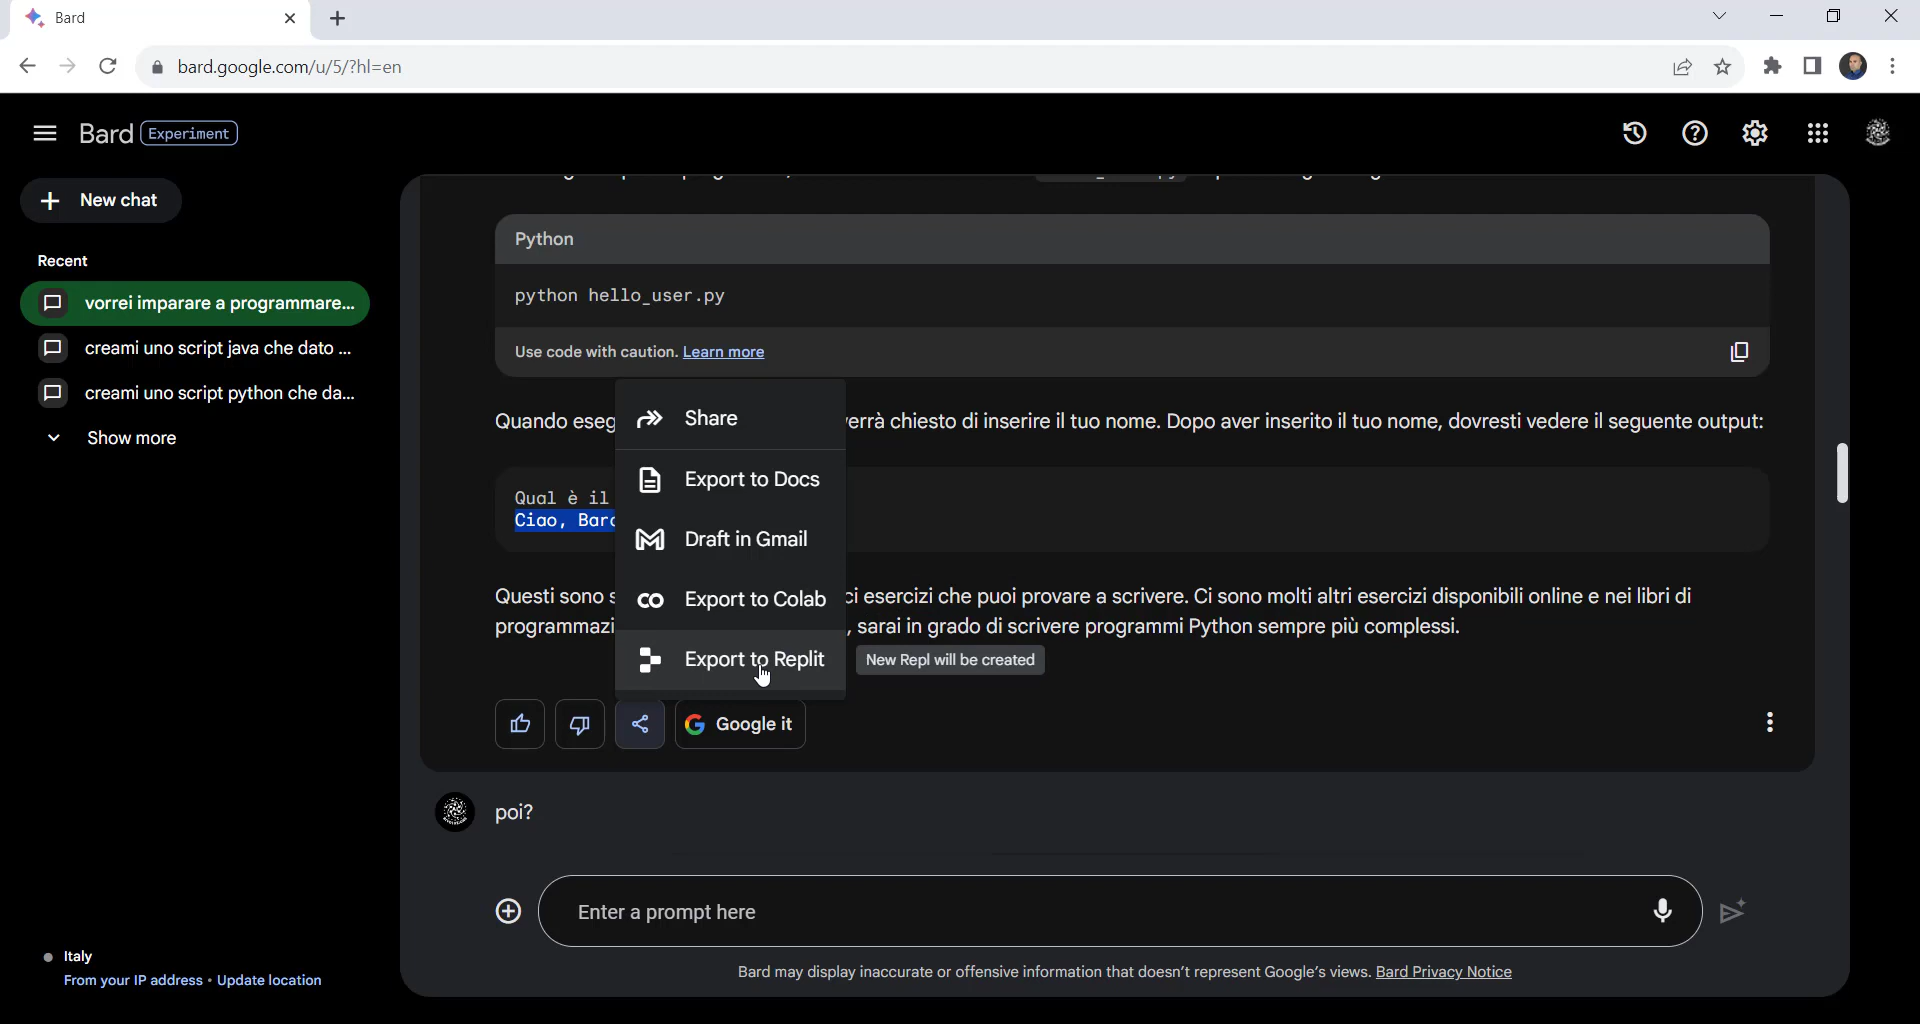 Bard
bard.google.com/u/5/?hl=en
Bard Experiment
New chat
Recent
vorrei imparare a programmare...
creami uno script java che dato ...
creami uno script python che da...
Show more
Python
python hello_user.py
Use code with caution. Learn more
Quando eseg
verrà chiesto di inserire il tuo nome. Dopo aver inserito il tuo nome, dovresti vedere il seguente output:
Qual è il
Ciao, Bard
Questi sono s
ci esercizi che puoi provare a scrivere. Ci sono molti altri esercizi disponibili online e nei libri di
programmazi
, sarai in grado di scrivere programmi Python sempre più complessi.
Share
Export to Docs
Draft in Gmail
Export to Colab
Export to Replit
New Repl will be created
Google it
poi?
Enter a prompt here
Bard may display inaccurate or offensive information that doesn't represent Google's views. Bard Privacy Notice
Italy
From your IP address • Update location